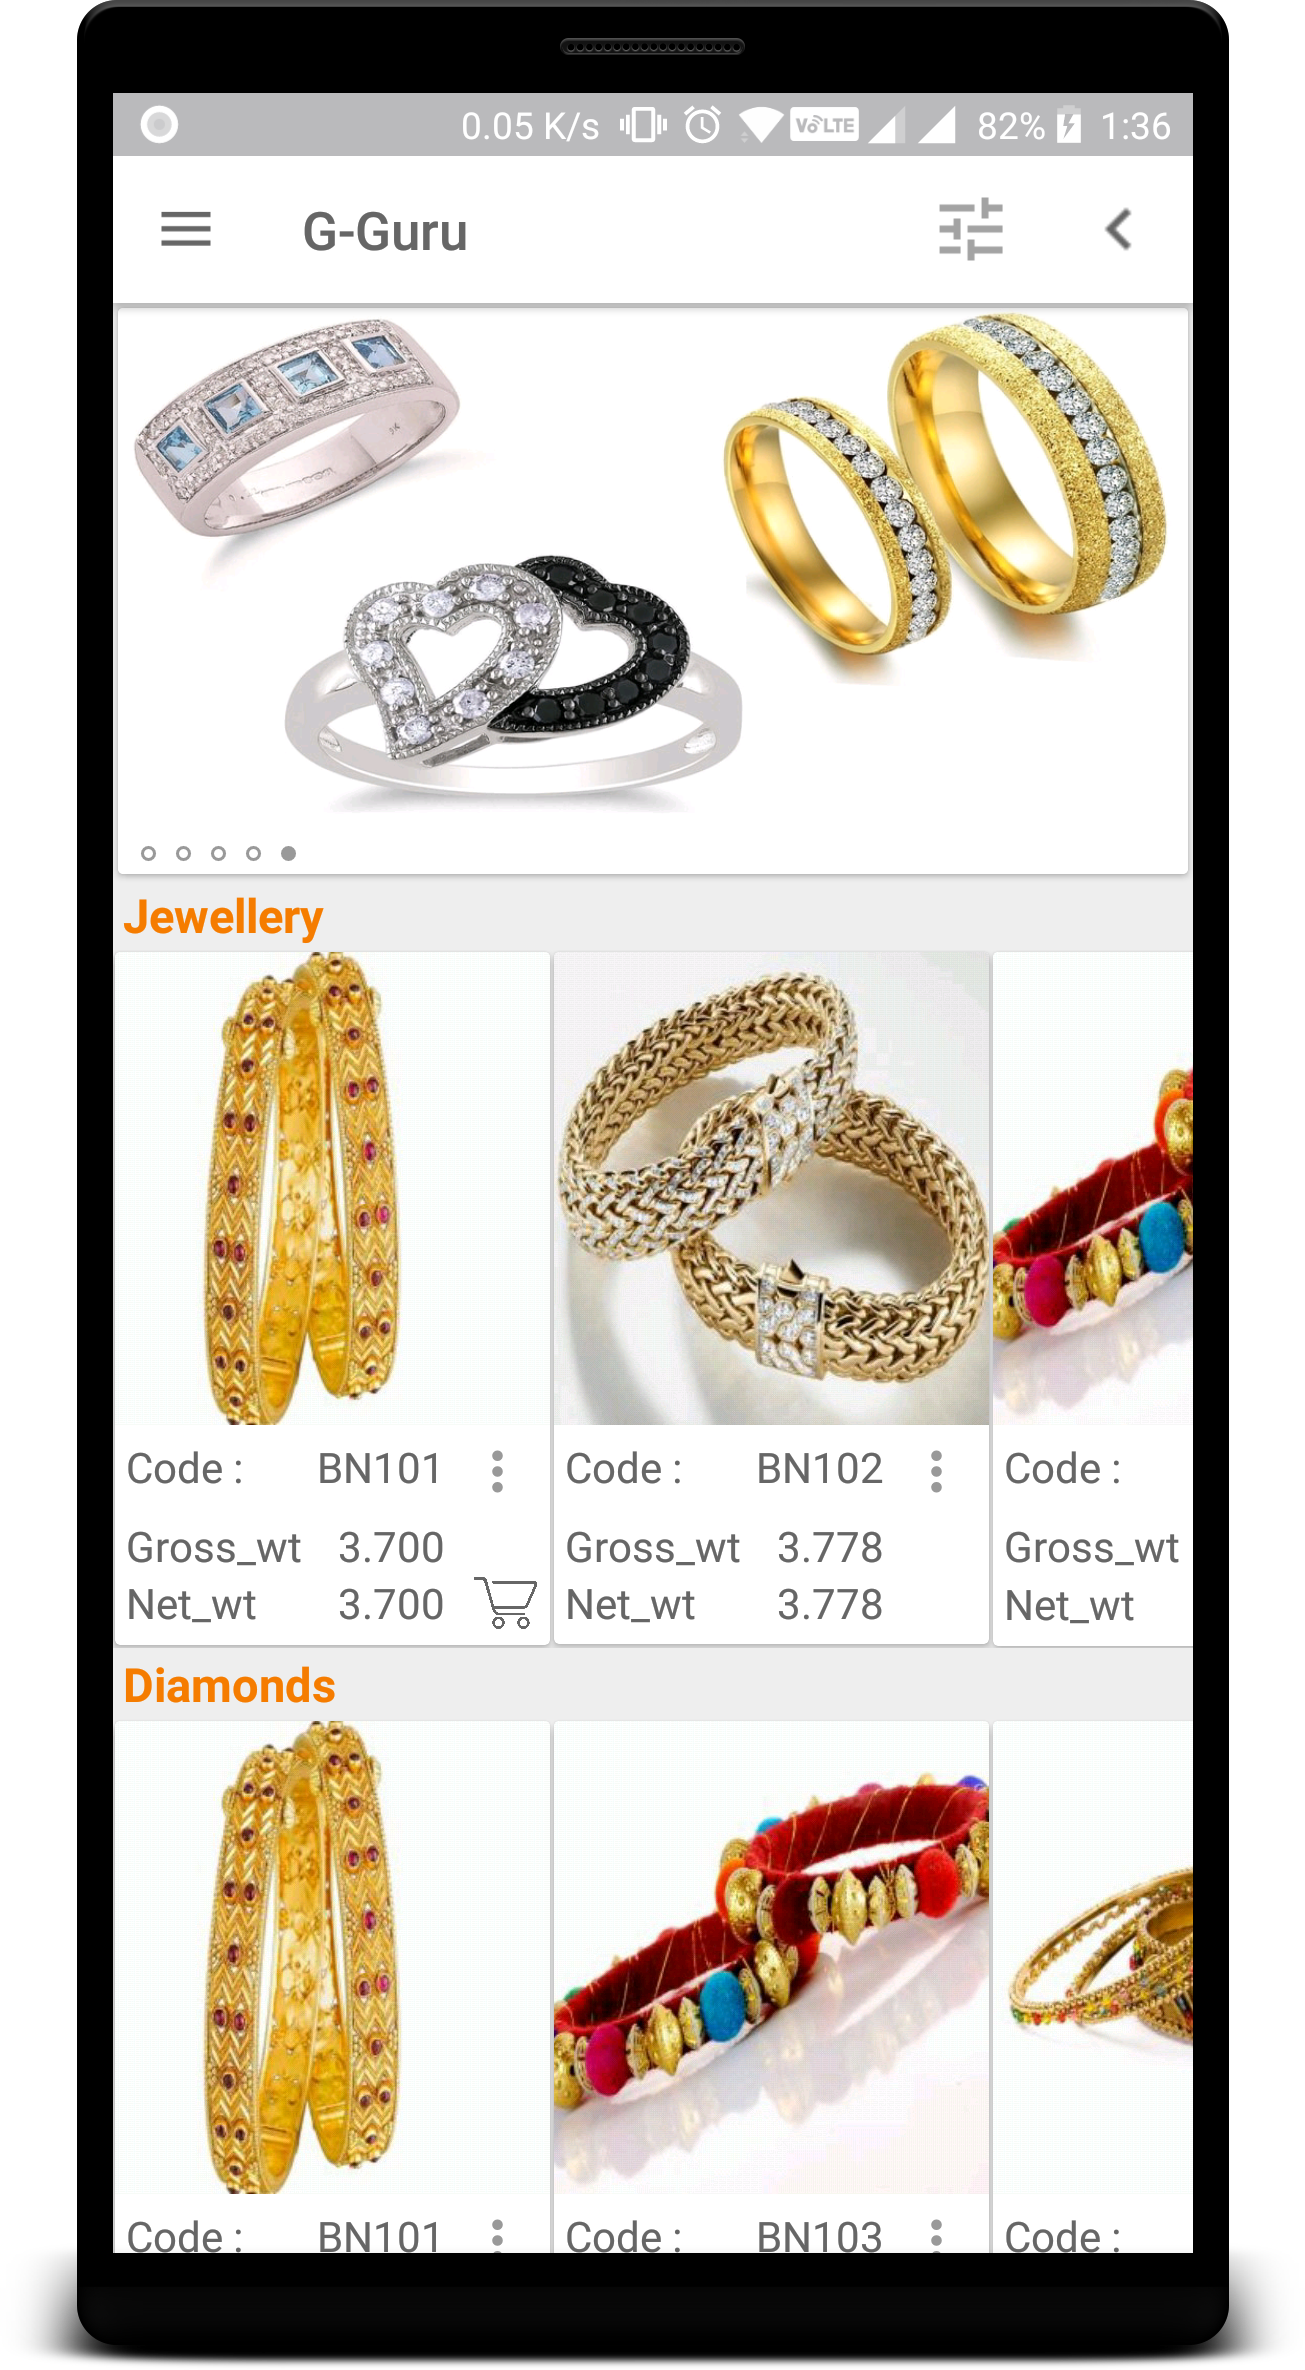 0.05 K/s VoLTE 82% 1:36
G-Guru
Jewellery
Code : BN101 Code : BN102 Code :
Gross_wt 3.700 Gross_wt 3.778 Gross_wt
Net_wt 3.700 Net_wt 3.778 Net_wt
Diamonds
Code : BN101 Code : BN103 Code :